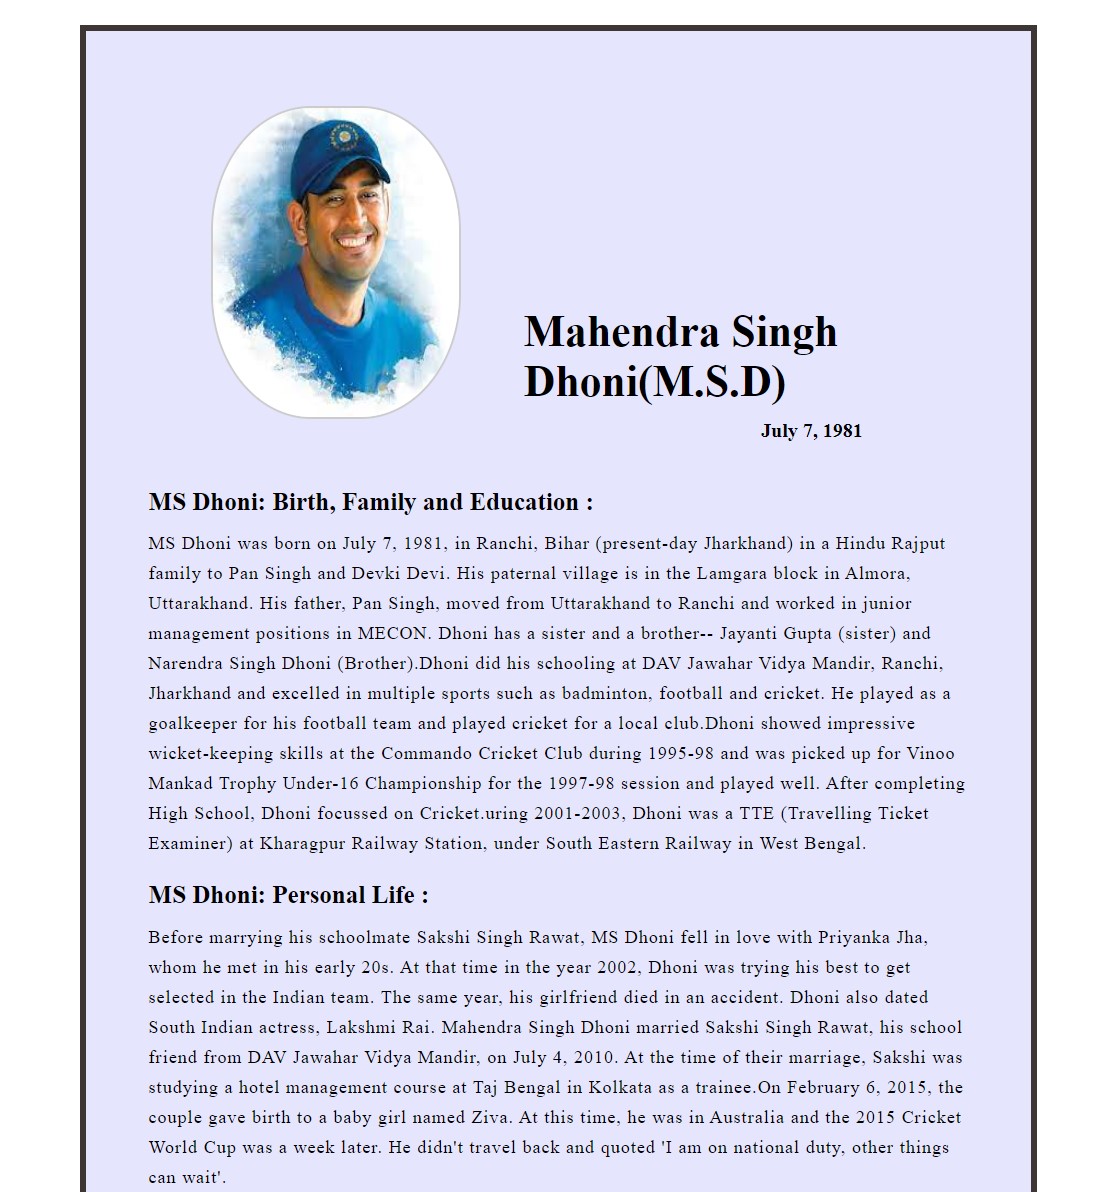 Mahendra Singh
Dhoni(M.S.D)
July 7, 1981
MS Dhoni: Birth, Family and Education :
MS Dhoni was born on July 7, 1981, in Ranchi, Bihar (present-day Jharkhand) in a Hindu Rajput
family to Pan Singh and Devki Devi. His paternal village is in the Lamgara block in Almora,
Uttarakhand. His father, Pan Singh, moved from Uttarakhand to Ranchi and worked in junior
management positions in MECON. Dhoni has a sister and a brother-- Jayanti Gupta (sister) and
Narendra Singh Dhoni (Brother).Dhoni did his schooling at DAV Jawahar Vidya Mandir, Ranchi,
Jharkhand and excelled in multiple sports such as badminton, football and cricket. He played as a
goalkeeper for his football team and played cricket for a local club.Dhoni showed impressive
wicket-keeping skills at the Commando Cricket Club during 1995-98 and was picked up for Vinoo
Mankad Trophy Under-16 Championship for the 1997-98 session and played well. After completing
High School, Dhoni focussed on Cricket.uring 2001-2003, Dhoni was a TTE (Travelling Ticket
Examiner) at Kharagpur Railway Station, under South Eastern Railway in West Bengal.
MS Dhoni: Personal Life :
Before marrying his schoolmate Sakshi Singh Rawat, MS Dhoni fell in love with Priyanka Jha,
whom he met in his early 20s. At that time in the year 2002, Dhoni was trying his best to get
selected in the Indian team. The same year, his girlfriend died in an accident. Dhoni also dated
South Indian actress, Lakshmi Rai. Mahendra Singh Dhoni married Sakshi Singh Rawat, his school
friend from DAV Jawahar Vidya Mandir, on July 4, 2010. At the time of their marriage, Sakshi was
studying a hotel management course at Taj Bengal in Kolkata as a trainee.On February 6, 2015, the
couple gave birth to a baby girl named Ziva. At this time, he was in Australia and the 2015 Cricket
World Cup was a week later. He didn't travel back and quoted 'I am on national duty, other things
can wait'.